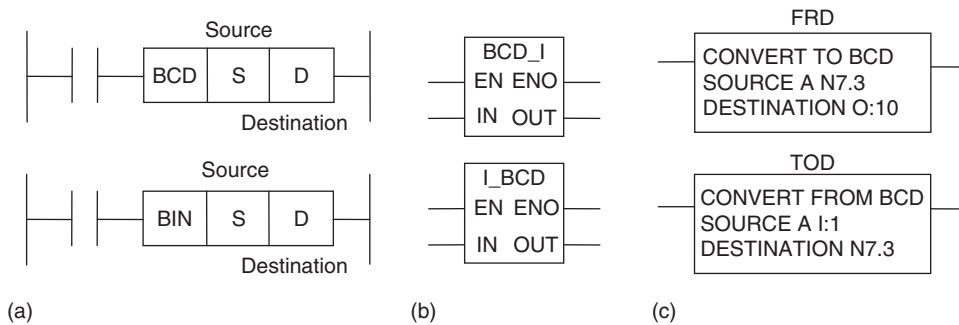 Source
BCD S D
Destination
Source
BIN S D
Destination
(a)
BCD_I
EN ENO
IN OUT
I_BCD
EN ENO
IN OUT
(b)
FRD
CONVERT TO BCD
SOURCE A N7.3
DESTINATION O:10
TOD
CONVERT FROM BCD
SOURCE A I:1
DESTINATION N7.3
(c)